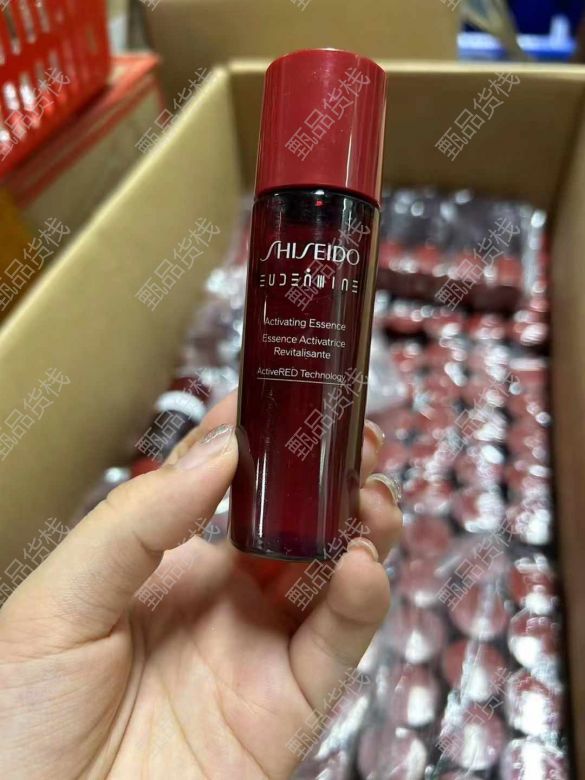 SHISEIDO
EUDERMINE
Activating Essence
Essence Activatrice
Revitalisante
ActiveRED Technology
甄品货栈